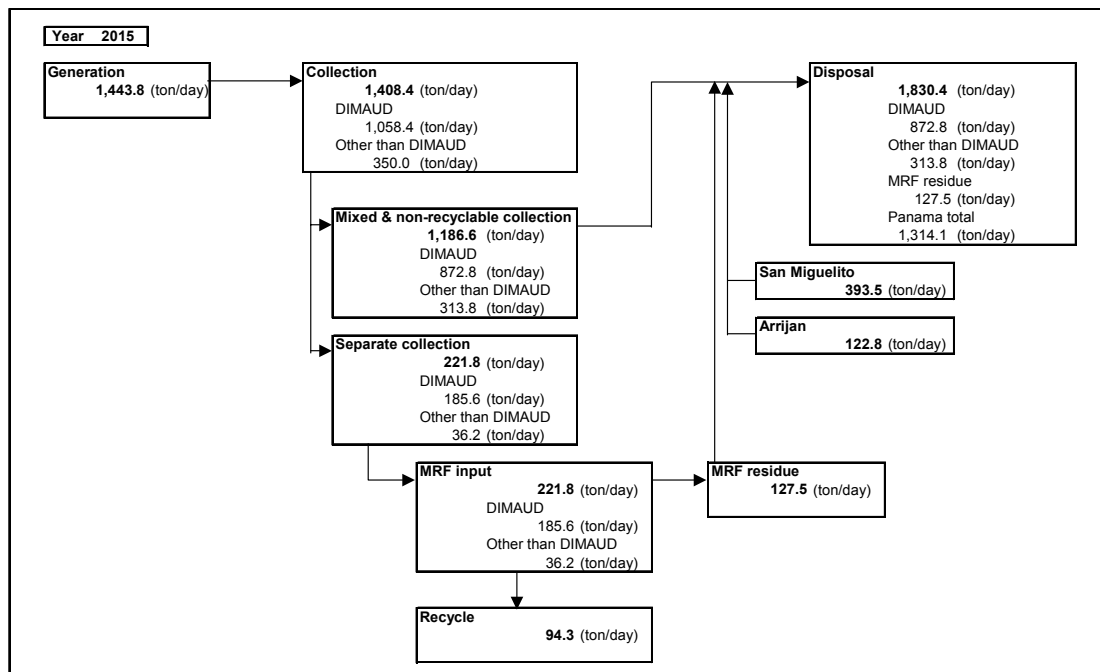 Year 2015
Generation
1,443.8 (ton/day)
Collection
1,408.4 (ton/day)
DIMAUD
1,058.4 (ton/day)
Other than DIMAUD
350.0 (ton/day)
Disposal
1,830.4 (ton/day)
DIMAUD
872.8 (ton/day)
Other than DIMAUD
313.8 (ton/day)
MRF residue
127.5 (ton/day)
Panama total
1,314.1 (ton/day)
Mixed & non-recyclable collection
1,186.6 (ton/day)
DIMAUD
872.8 (ton/day)
Other than DIMAUD
313.8 (ton/day)
San Miguelito
393.5 (ton/day)
Arrijan
122.8 (ton/day)
Separate collection
221.8 (ton/day)
DIMAUD
185.6 (ton/day)
Other than DIMAUD
36.2 (ton/day)
MRF input
221.8 (ton/day)
DIMAUD
185.6 (ton/day)
Other than DIMAUD
36.2 (ton/day)
MRF residue
127.5 (ton/day)
Recycle
94.3 (ton/day)